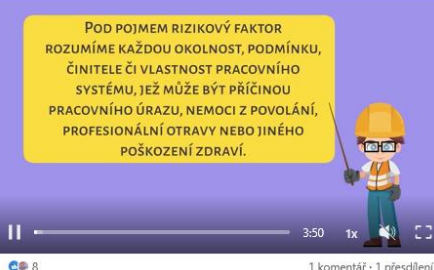 POD POJMEM RIZIKOVÝ FAKTOR
ROZUMÍME KAŽDOU OKOLNOST, PODMÍNKU,
ČINITELE ČI VLASTNOST PRACOVNÍHO
SYSTÉMU, JEŽ MŮŽE BÝT PŘÍČINOU
PRACOVNÍHO ÚRAZU, NEMOCI Z POVOLÁNÍ,
PROFESIONÁLNÍ OTRAVY NEBO JINÉHO
POŠKOZENÍ ZDRAVÍ.
3:50 1x
8 1 komentář · 1 přesdílení